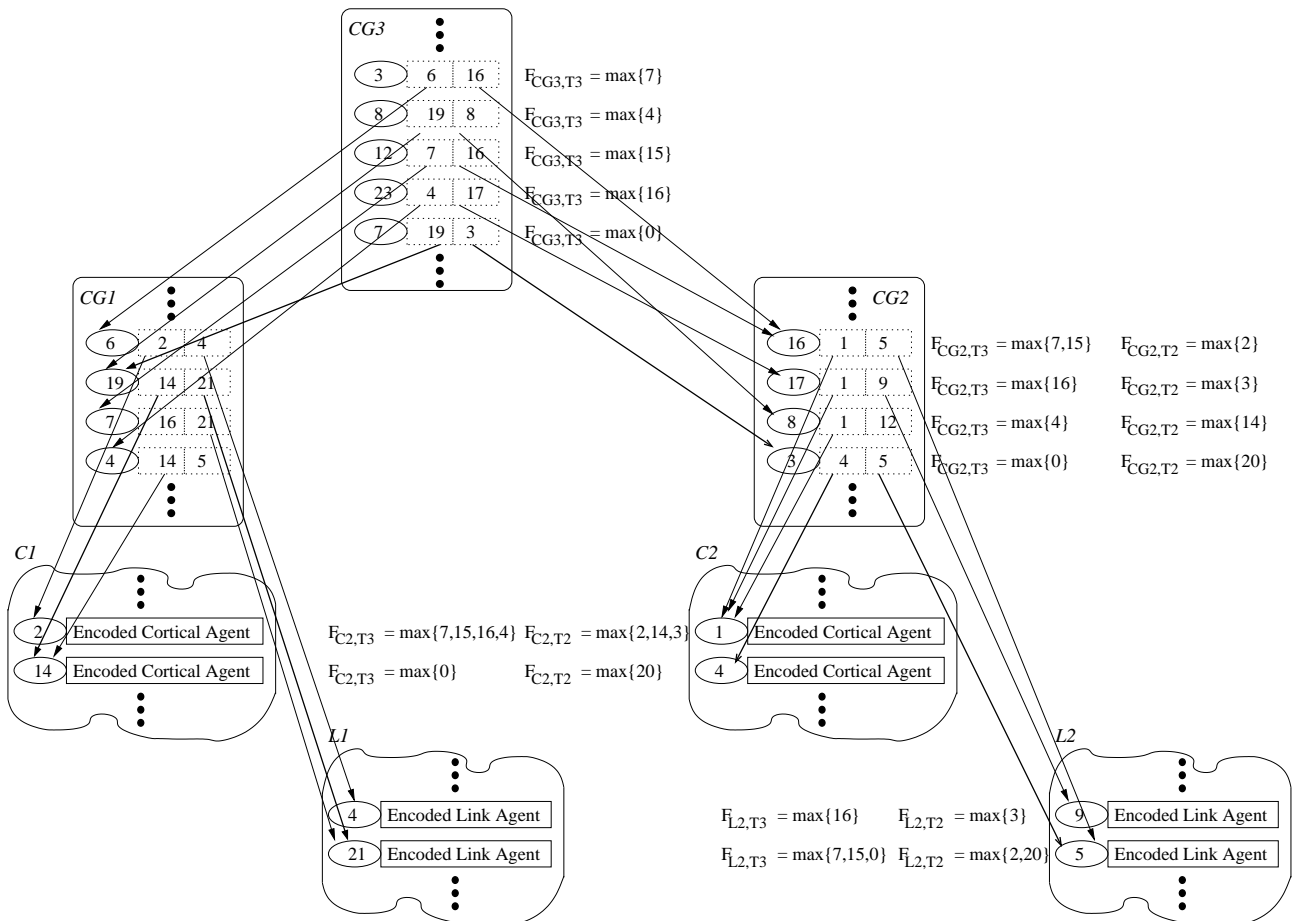 CG3
3 6 16 F_CG3,T3 = max{7}
8 19 8 F_CG3,T3 = max{4}
12 7 16 F_CG3,T3 = max{15}
23 4 17 F_CG3,T3 = max{16}
7 19 3 F_CG3,T3 = max{0}
CG1
6 2 4
19 14 21
7 16 21
4 14 5
CG2
16 1 5 F_CG2,T3 = max{7,15} F_CG2,T2 = max{2}
17 1 9 F_CG2,T3 = max{16} F_CG2,T2 = max{3}
8 1 12 F_CG2,T3 = max{4} F_CG2,T2 = max{14}
3 4 5 F_CG2,T3 = max{0} F_CG2,T2 = max{20}
C1
2 Encoded Cortical Agent
14 Encoded Cortical Agent
C2
F_C2,T3 = max{7,15,16,4} F_C2,T2 = max{2,14,3} 1 Encoded Cortical Agent
F_C2,T3 = max{0} F_C2,T2 = max{20} 4 Encoded Cortical Agent
L1
4 Encoded Link Agent
21 Encoded Link Agent
L2
F_L2,T3 = max{16} F_L2,T2 = max{3} 9 Encoded Link Agent
F_L2,T3 = max{7,15,0} F_L2,T2 = max{2,20} 5 Encoded Link Agent